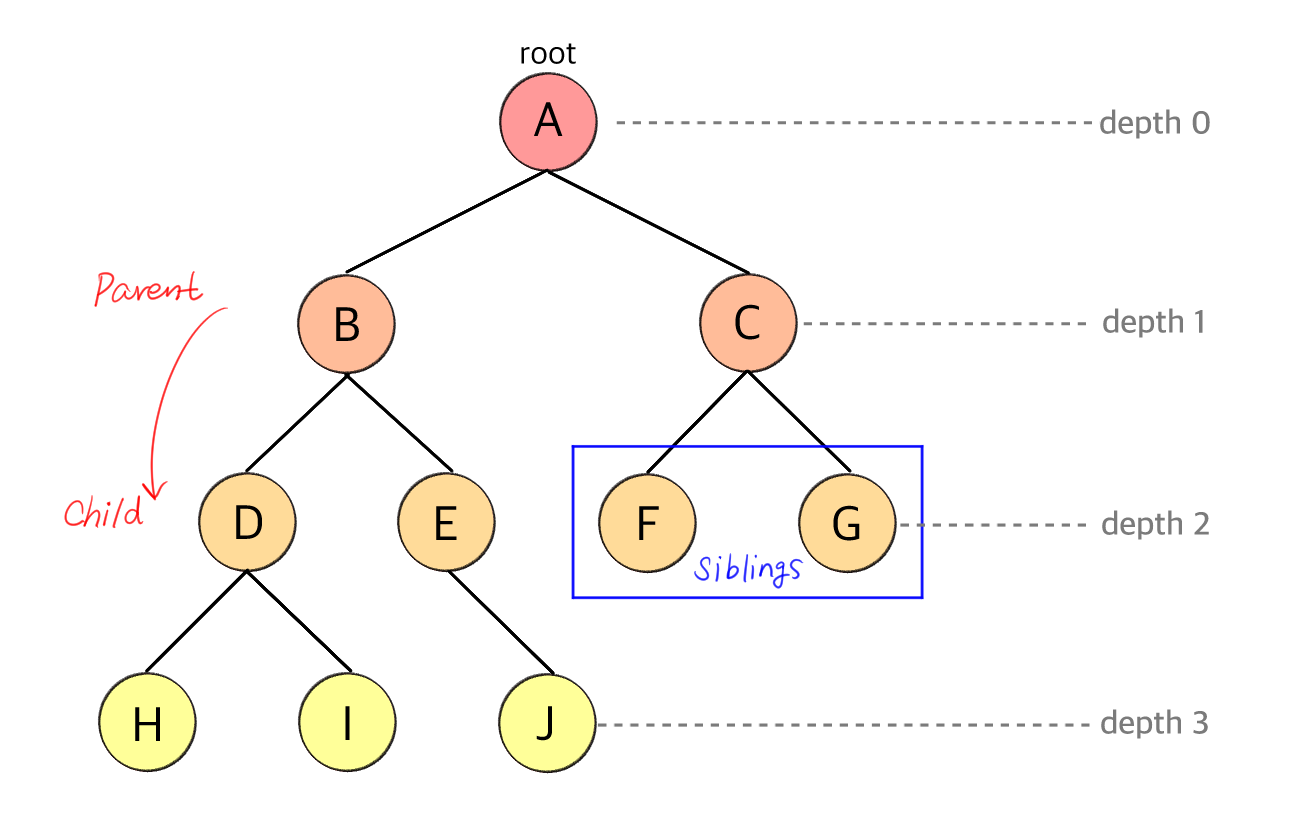 root
A
depth 0
Parent
B
C
depth 1
Child
D
E
F
G
depth 2
Siblings
H
I
J
depth 3